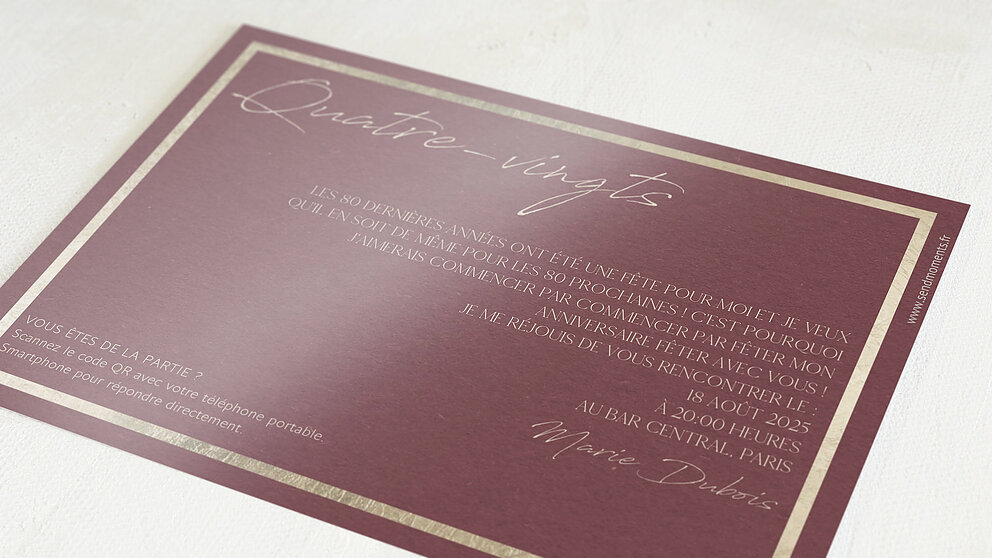 Quatre-vingts
LES 80 DERNIÈRES ANNÉES ONT ÉTÉ UNE FÊTE POUR MOI ET JE VEUX
QU'IL EN SOIT DE MÊME POUR LES 80 PROCHAINES ! C'EST POURQUOI
J'AIMERAIS COMMENCER PAR COMMENCER PAR FÊTER MON
ANNIVERSAIRE FÊTER AVEC VOUS !
JE ME RÉJOUIS DE VOUS RENCONTRER LE :
18 AOÛT 2025
À 20:00 HEURES
AU BAR CENTRAL, PARIS
Marie Dubois
VOUS ÊTES DE LA PARTIE ?
Scannez le code QR avec votre téléphone portable.
Smartphone pour répondre directement.
www.sendmoments.fr